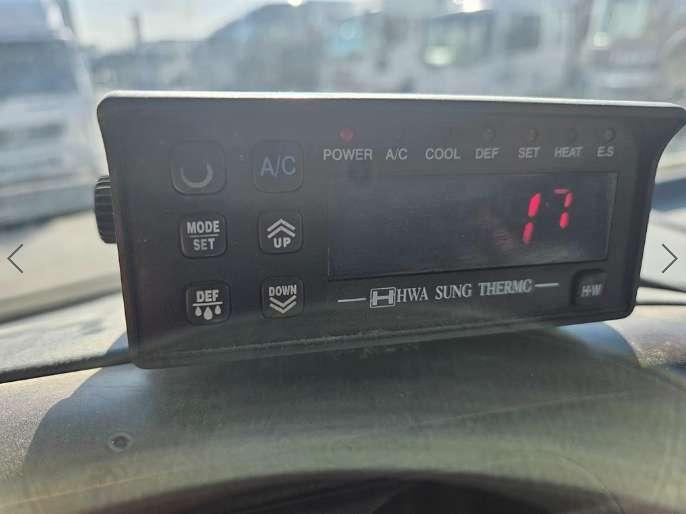 POWER A/C COOL DEF SET HEAT E.S
A/C
MODE
SET
UP
17
DEF
DOWN
H HWA SUNG THERMO
H·W